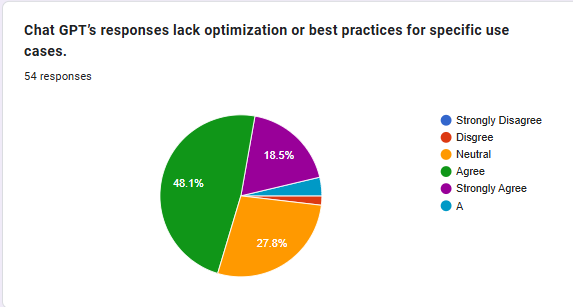 Chat GPT’s responses lack optimization or best practices for specific use
cases.
54 responses
Strongly Disagree
Disgree
Neutral
Agree
Strongly Agree
A
18.5%
48.1%
27.8%